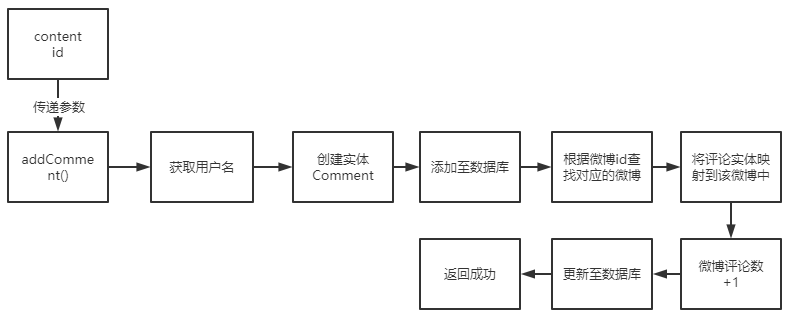 content
id
传递参数
addComme
nt()
获取用户名
创建实体
Comment
添加至数据库
根据微博id查
找对应的微博
将评论实体映
射到该微博中
微博评论数
+1
更新至数据库
返回成功